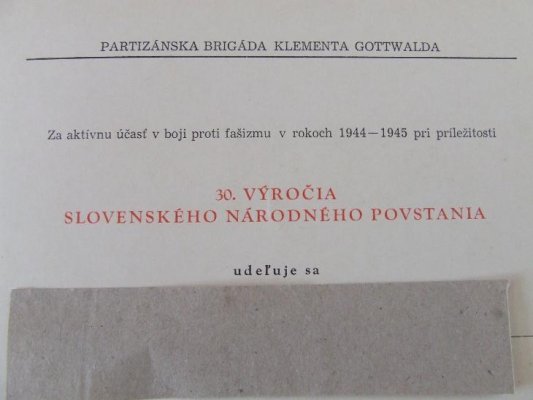 PARTIZÁNSKA BRIGÁDA KLEMENTA GOTTWALDA
Za aktívnu účasť v boji proti fašizmu v rokoch 1944—1945 pri príležitosti
30. VÝROČIA
SLOVENSKÉHO NÁRODNÉHO POVSTANIA
udeľuje sa